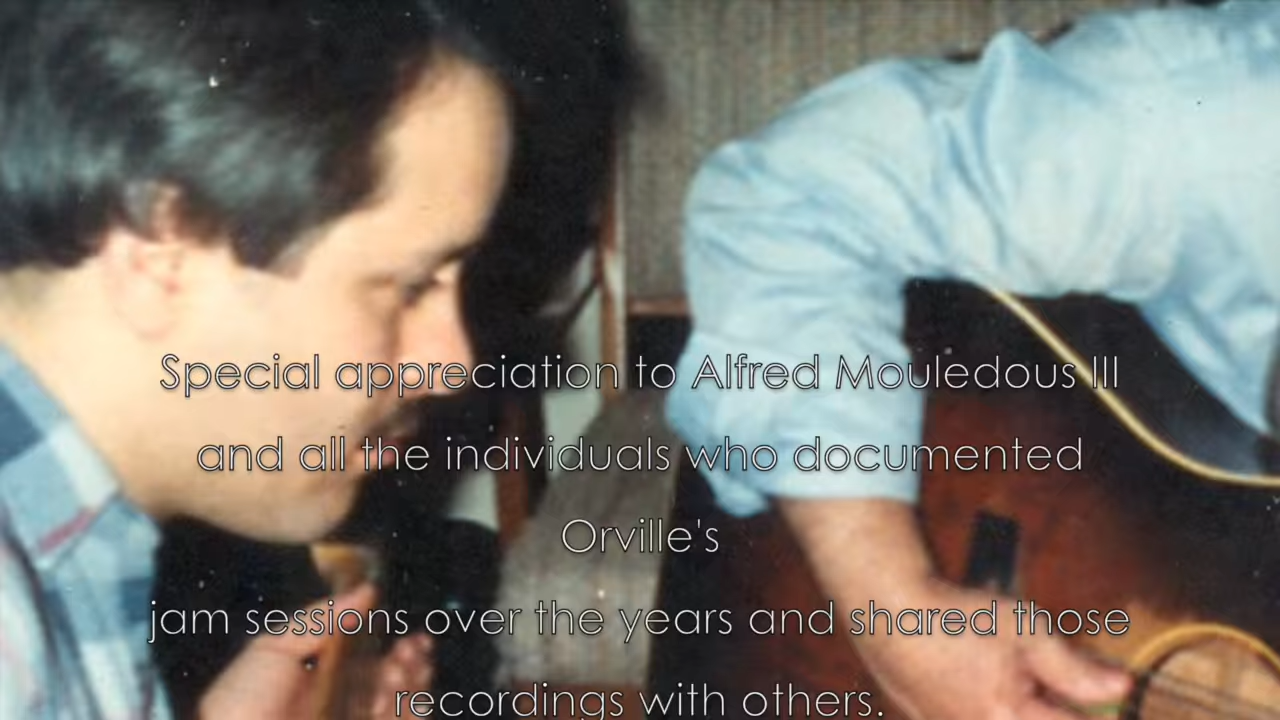 Special appreciation to Alfred Mouledous III
and all the individuals who documented
Orville's
jam sessions over the years and shared those
recordings with others.